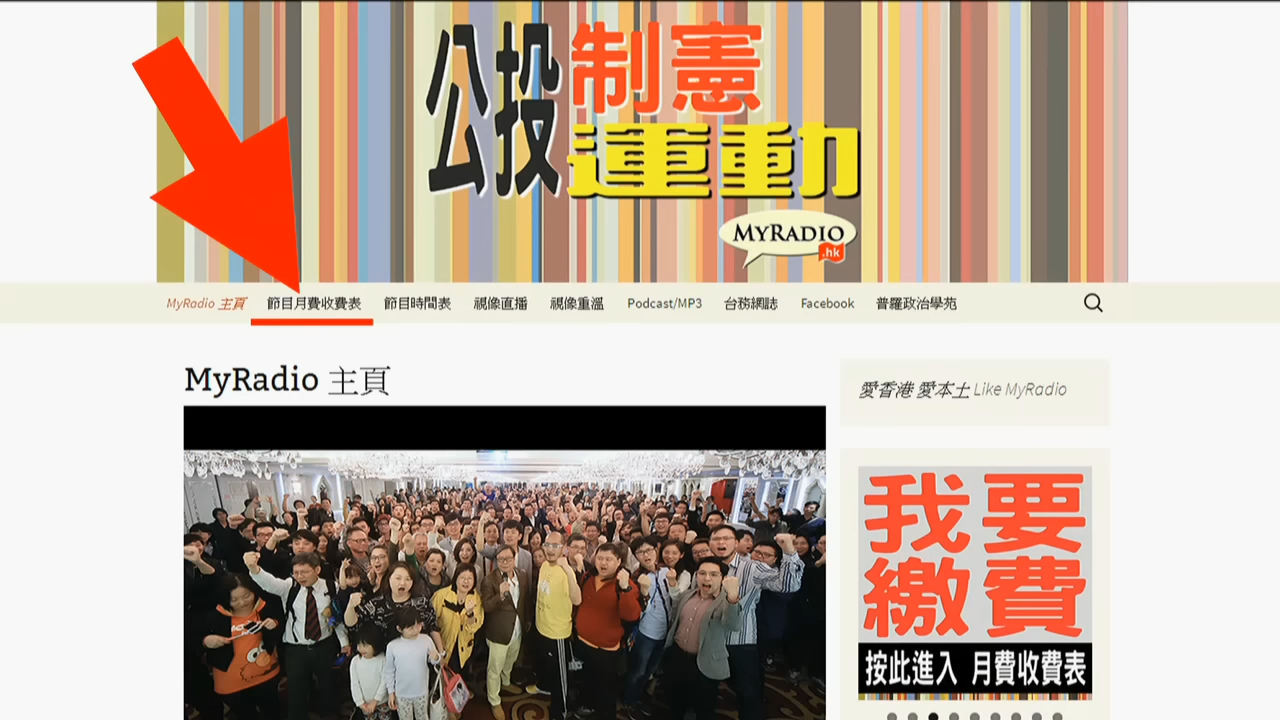 公投制憲
運動
MYRADIO
.hk
MyRadio 主頁 節目月費收費表 節目時間表 視像直播 視像重溫 Podcast/MP3 台務網誌 Facebook 普羅政治學苑
MyRadio 主頁
愛香港 愛本土 Like MyRadio
我要
繳費
按此進入 月費收費表